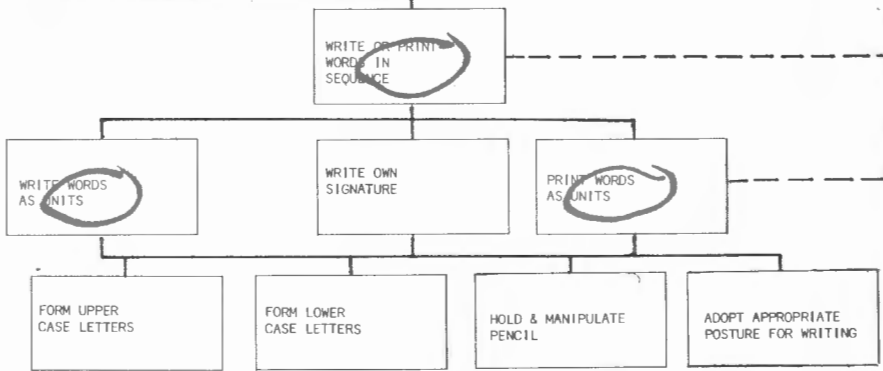 WRITE OR PRINT
WORDS IN
SEQUENCE
WRITE WORDS
AS UNITS
WRITE OWN
SIGNATURE
PRINT WORDS
AS UNITS
FORM UPPER
CASE LETTERS
FORM LOWER
CASE LETTERS
HOLD & MANIPULATE
PENCIL
ADOPT APPROPRIATE
POSTURE FOR WRITING